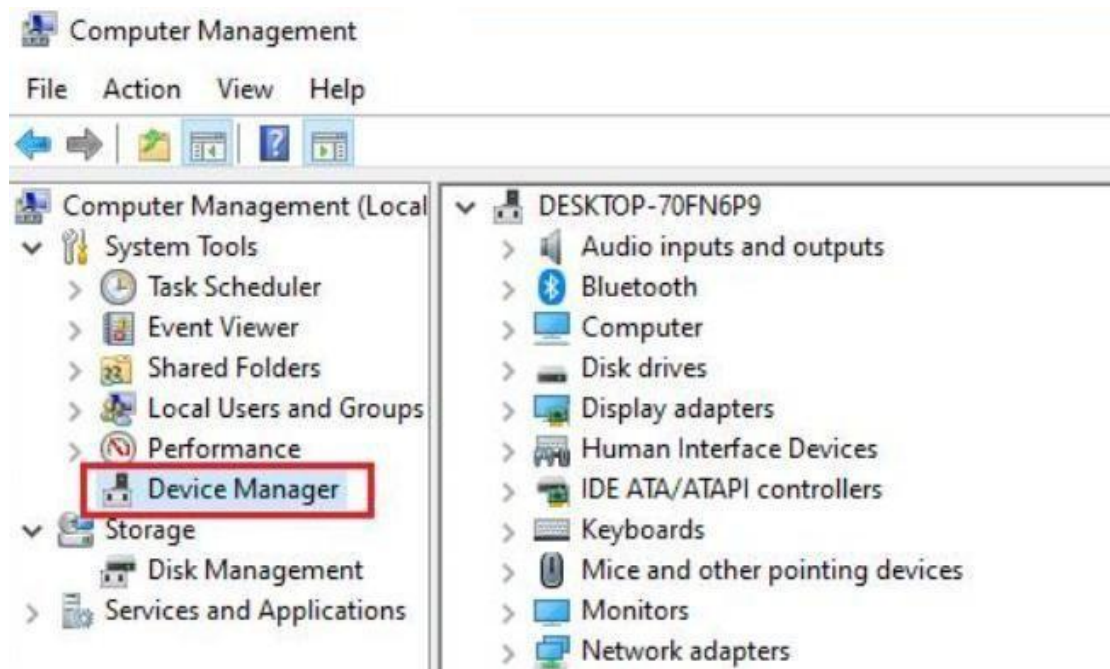 Computer Management
File Action View Help
Computer Management (Local
System Tools
Task Scheduler
Event Viewer
Shared Folders
Local Users and Groups
Performance
Device Manager
Storage
Disk Management
Services and Applications
DESKTOP-70FN6P9
Audio inputs and outputs
Bluetooth
Computer
Disk drives
Display adapters
Human Interface Devices
IDE ATA/ATAPI controllers
Keyboards
Mice and other pointing devices
Monitors
Network adapters